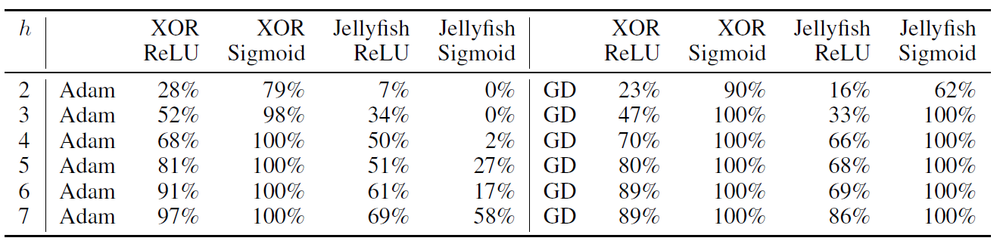 h XOR XOR Jellyfish Jellyfish XOR XOR Jellyfish Jellyfish
ReLU Sigmoid ReLU Sigmoid ReLU Sigmoid ReLU Sigmoid
2 Adam 28% 79% 7% 0% GD 23% 90% 16% 62%
3 Adam 52% 98% 34% 0% GD 47% 100% 33% 100%
4 Adam 68% 100% 50% 2% GD 70% 100% 66% 100%
5 Adam 81% 100% 51% 27% GD 80% 100% 68% 100%
6 Adam 91% 100% 61% 17% GD 89% 100% 69% 100%
7 Adam 97% 100% 69% 58% GD 89% 100% 86% 100%